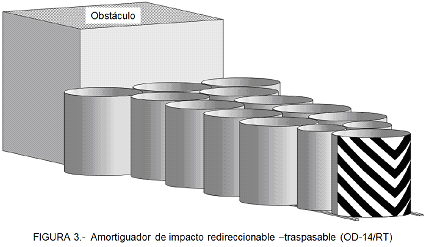 Obstáculo
FIGURA 3.- Amortiguador de impacto redireccionable –traspasable (OD-14/RT)